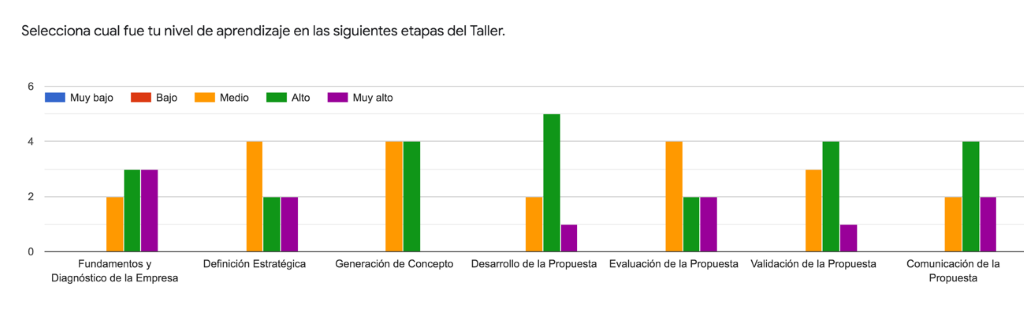 Selecciona cual fue tu nivel de aprendizaje en las siguientes etapas del Taller.
6
Muy bajo Bajo Medio Alto Muy alto
4
2
0
Fundamentos y
Diagnóstico de la Empresa
Definición Estratégica
Generación de Concepto
Desarrollo de la Propuesta
Evaluación de la Propuesta
Validación de la Propuesta
Comunicación de la
Propuesta